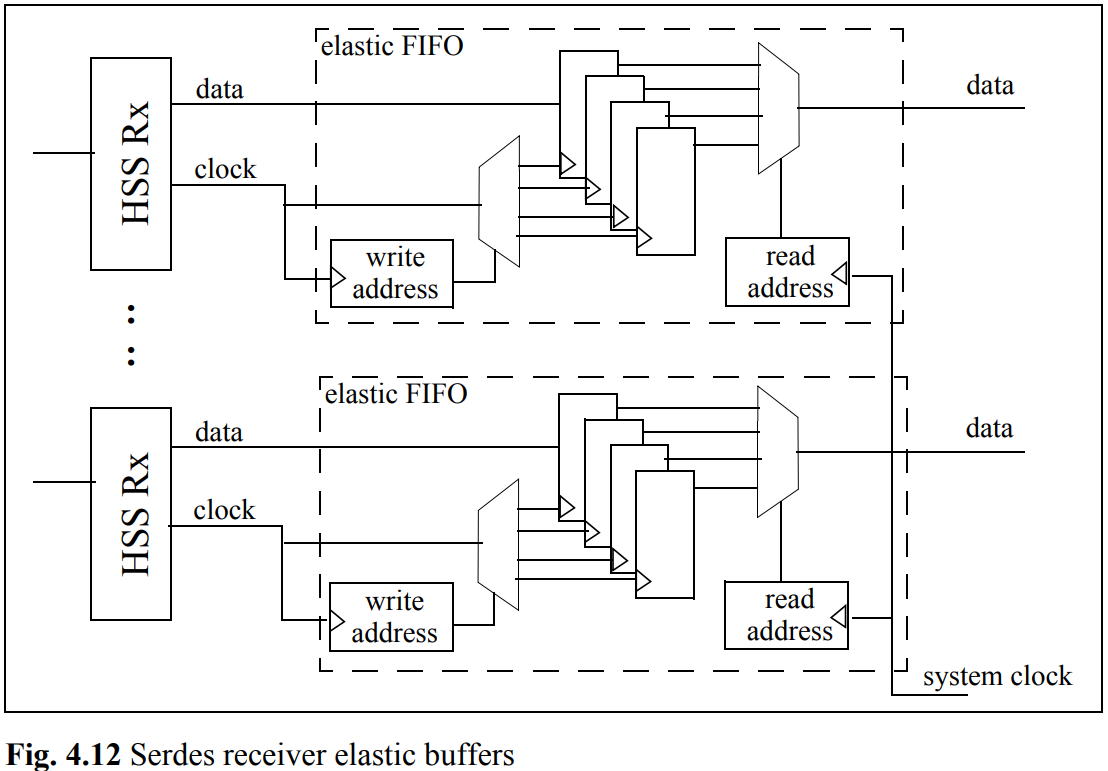 elastic FIFO
HSS Rx
data
clock
write
address
read
address
data
:
:
elastic FIFO
HSS Rx
data
clock
write
address
read
address
data
system clock
Fig. 4.12 Serdes receiver elastic buffers